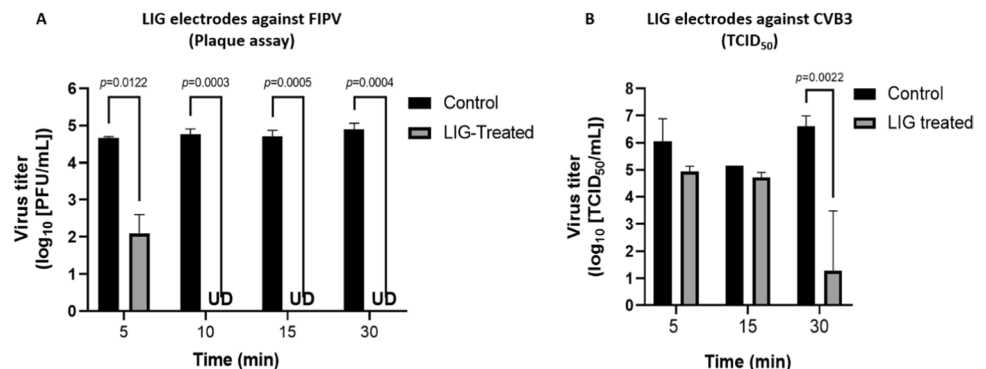 A
LIG electrodes against FIPV
(Plaque assay)
p=0.0122
p=0.0003
p=0.0005
p=0.0004
Control
LIG-Treated
Virus titer
(log10 [PFU/mL])
6
5
4
3
2
1
0
UD
UD
UD
5
10
15
30
Time (min)
B
LIG electrodes against CVB3
(TCID50)
p=0.0022
Control
LIG treated
Virus titer
(log10 [TCID50/mL])
8
7
6
5
4
3
2
1
0
5
15
30
Time (min)